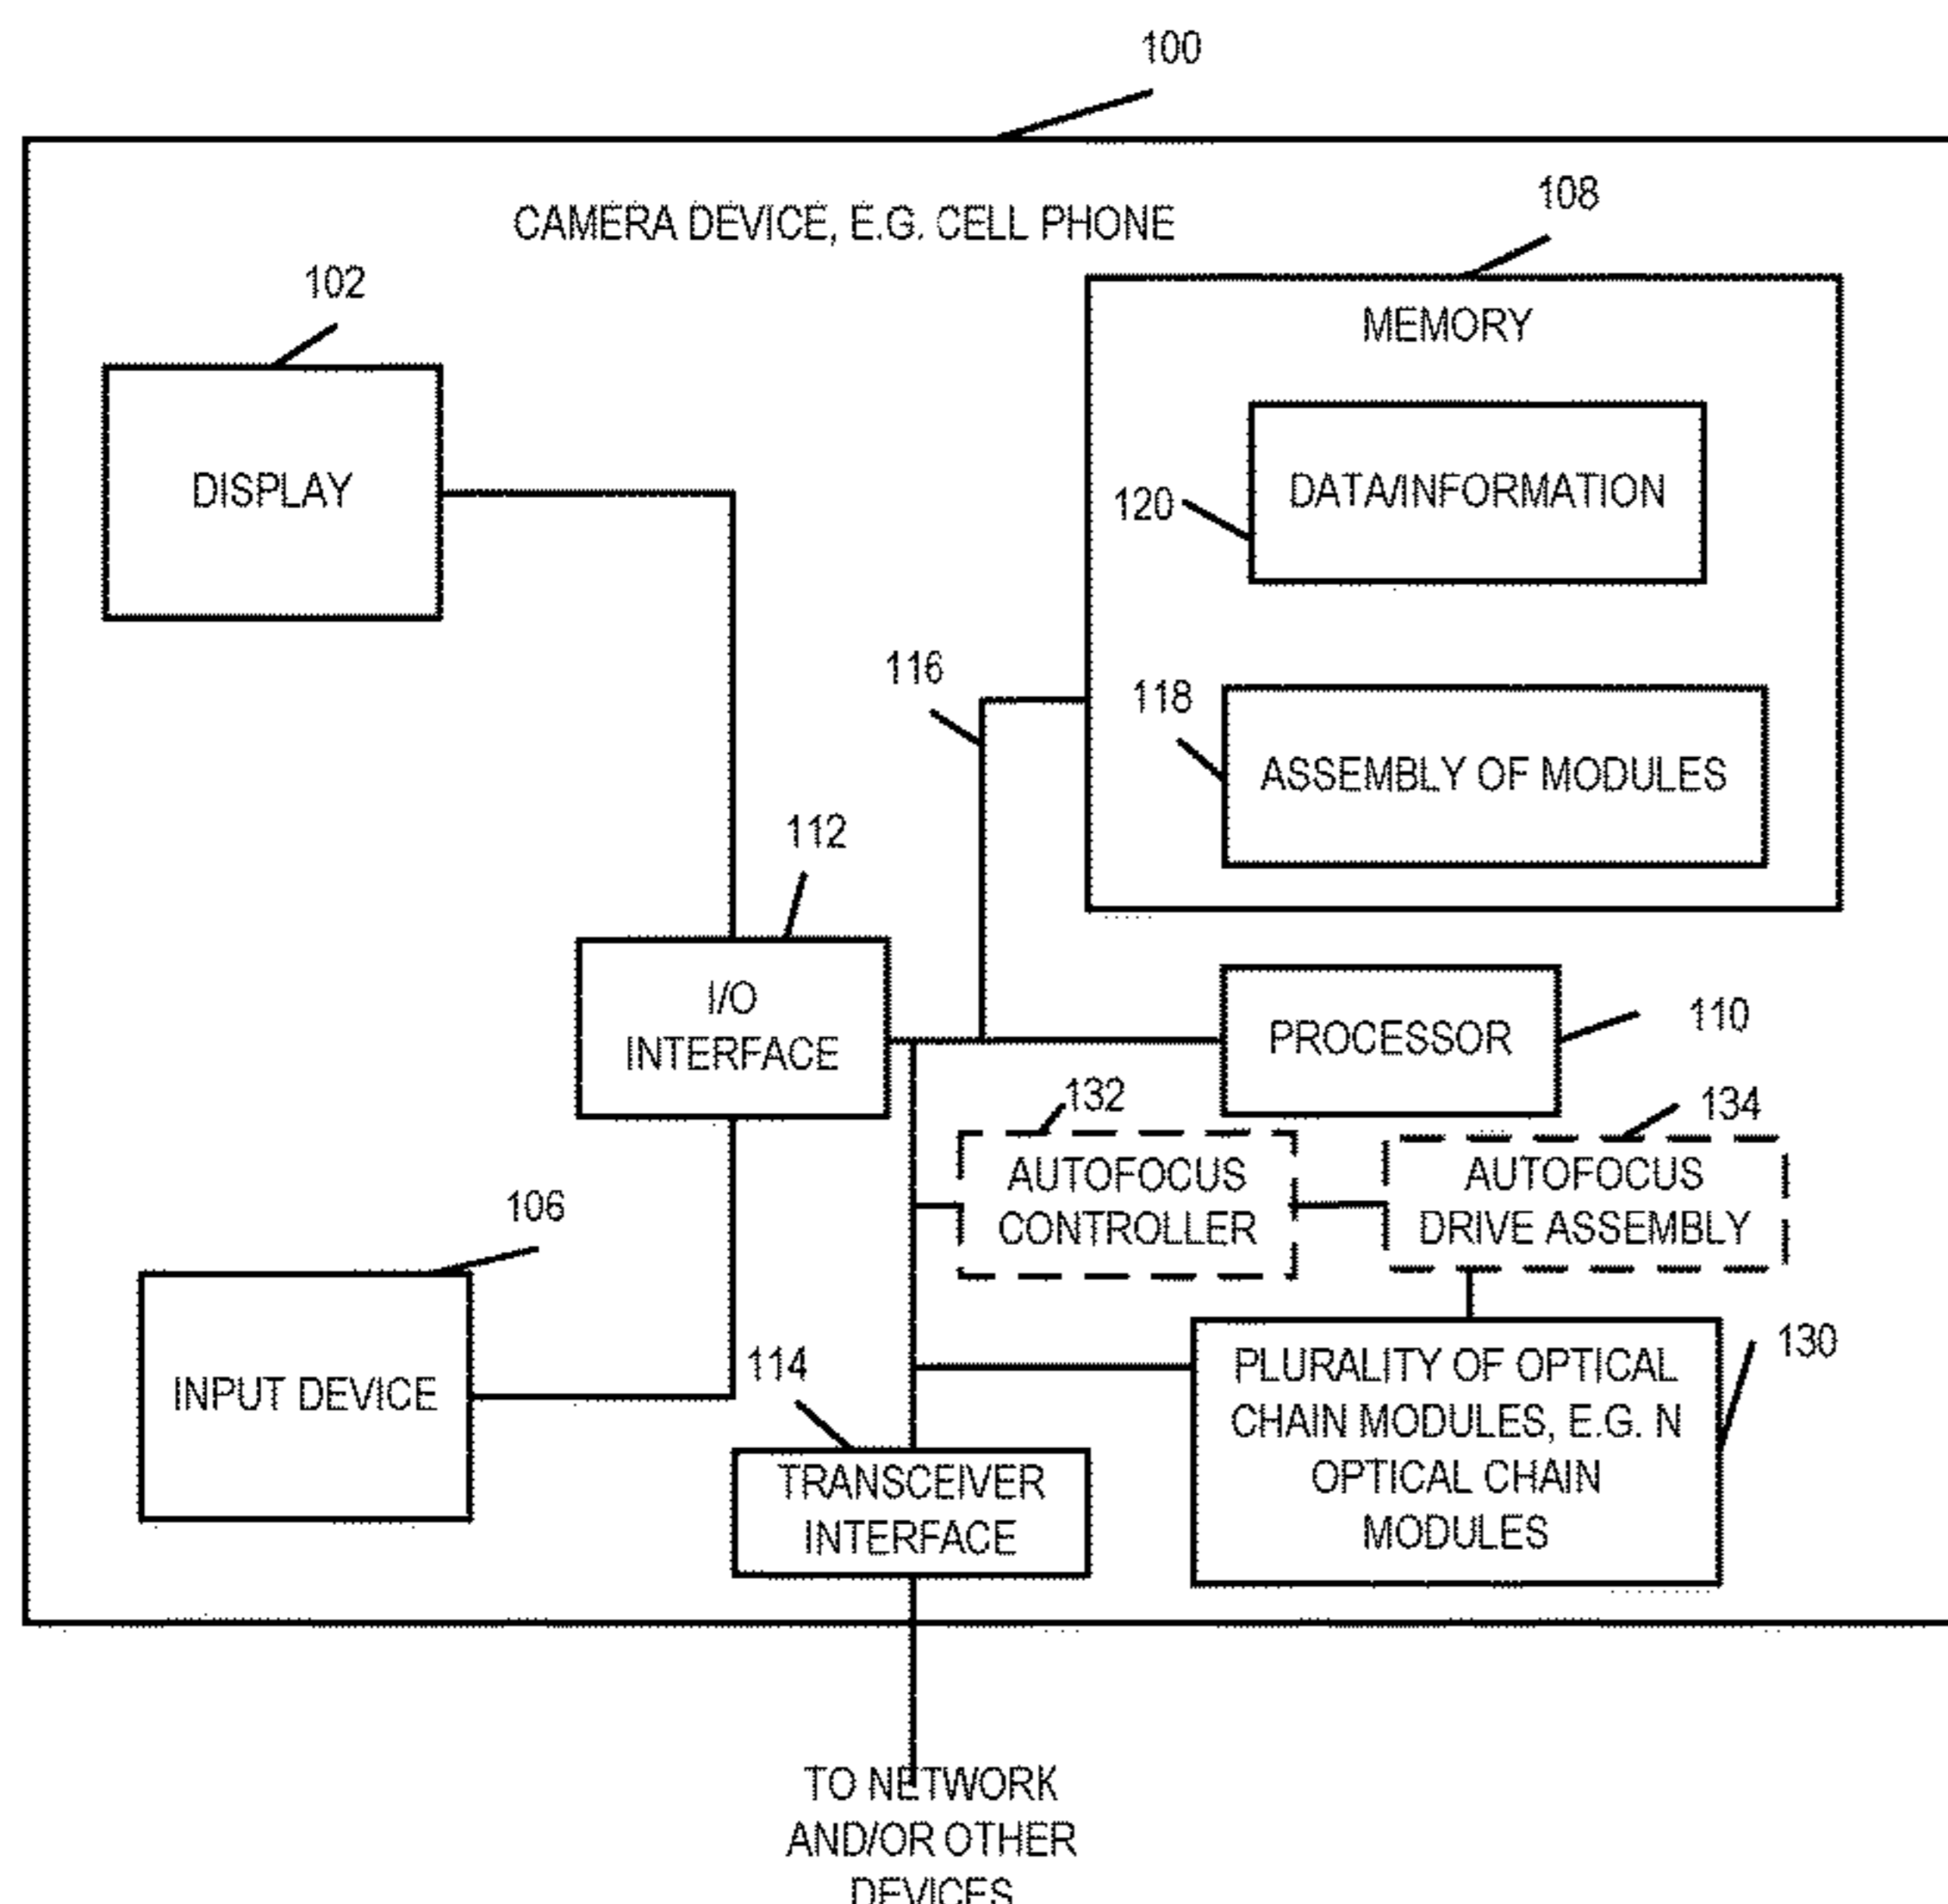 100
CAMERA DEVICE, E.G. CELL PHONE
108
102
MEMORY
DISPLAY
120
DATA/INFORMATION
116
118
ASSEMBLY OF MODULES
112
I/O
INTERFACE
PROCESSOR
110
132
134
AUTOFOCUS
CONTROLLER
AUTOFOCUS
DRIVE ASSEMBLY
106
INPUT DEVICE
114
130
PLURALITY OF OPTICAL
CHAIN MODULES, E.G. N
OPTICAL CHAIN
MODULES
TRANSCEIVER
INTERFACE
TO NETWORK
AND/OR OTHER
DEVICES